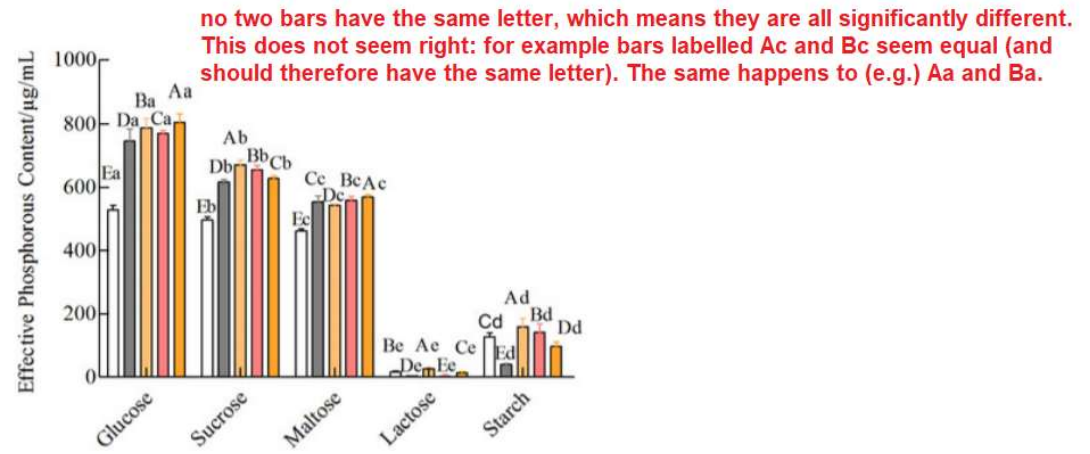 no two bars have the same letter, which means they are all significantly different.
This does not seem right: for example bars labelled Ac and Bc seem equal (and
should therefore have the same letter). The same happens to (e.g.) Aa and Ba.
Effective Phosphorous Content/μg/mL
1000
800
600
400
200
0
Ea Da Ba Ca Aa
Eb Db Ab Bb Cb
Ec Cc Dc Bc Ac
Be De Ae Ee Ce
Cd Ed Ad Bd Dd
Glucose
Sucrose
Maltose
Lactose
Starch